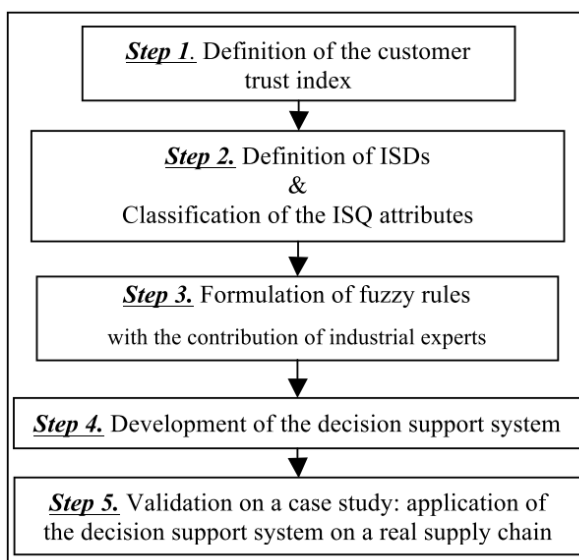 Step 1. Definition of the customer
trust index
Step 2. Definition of ISDs
&
Classification of the ISQ attributes
Step 3. Formulation of fuzzy rules
with the contribution of industrial experts
Step 4. Development of the decision support system
Step 5. Validation on a case study: application of
the decision support system on a real supply chain